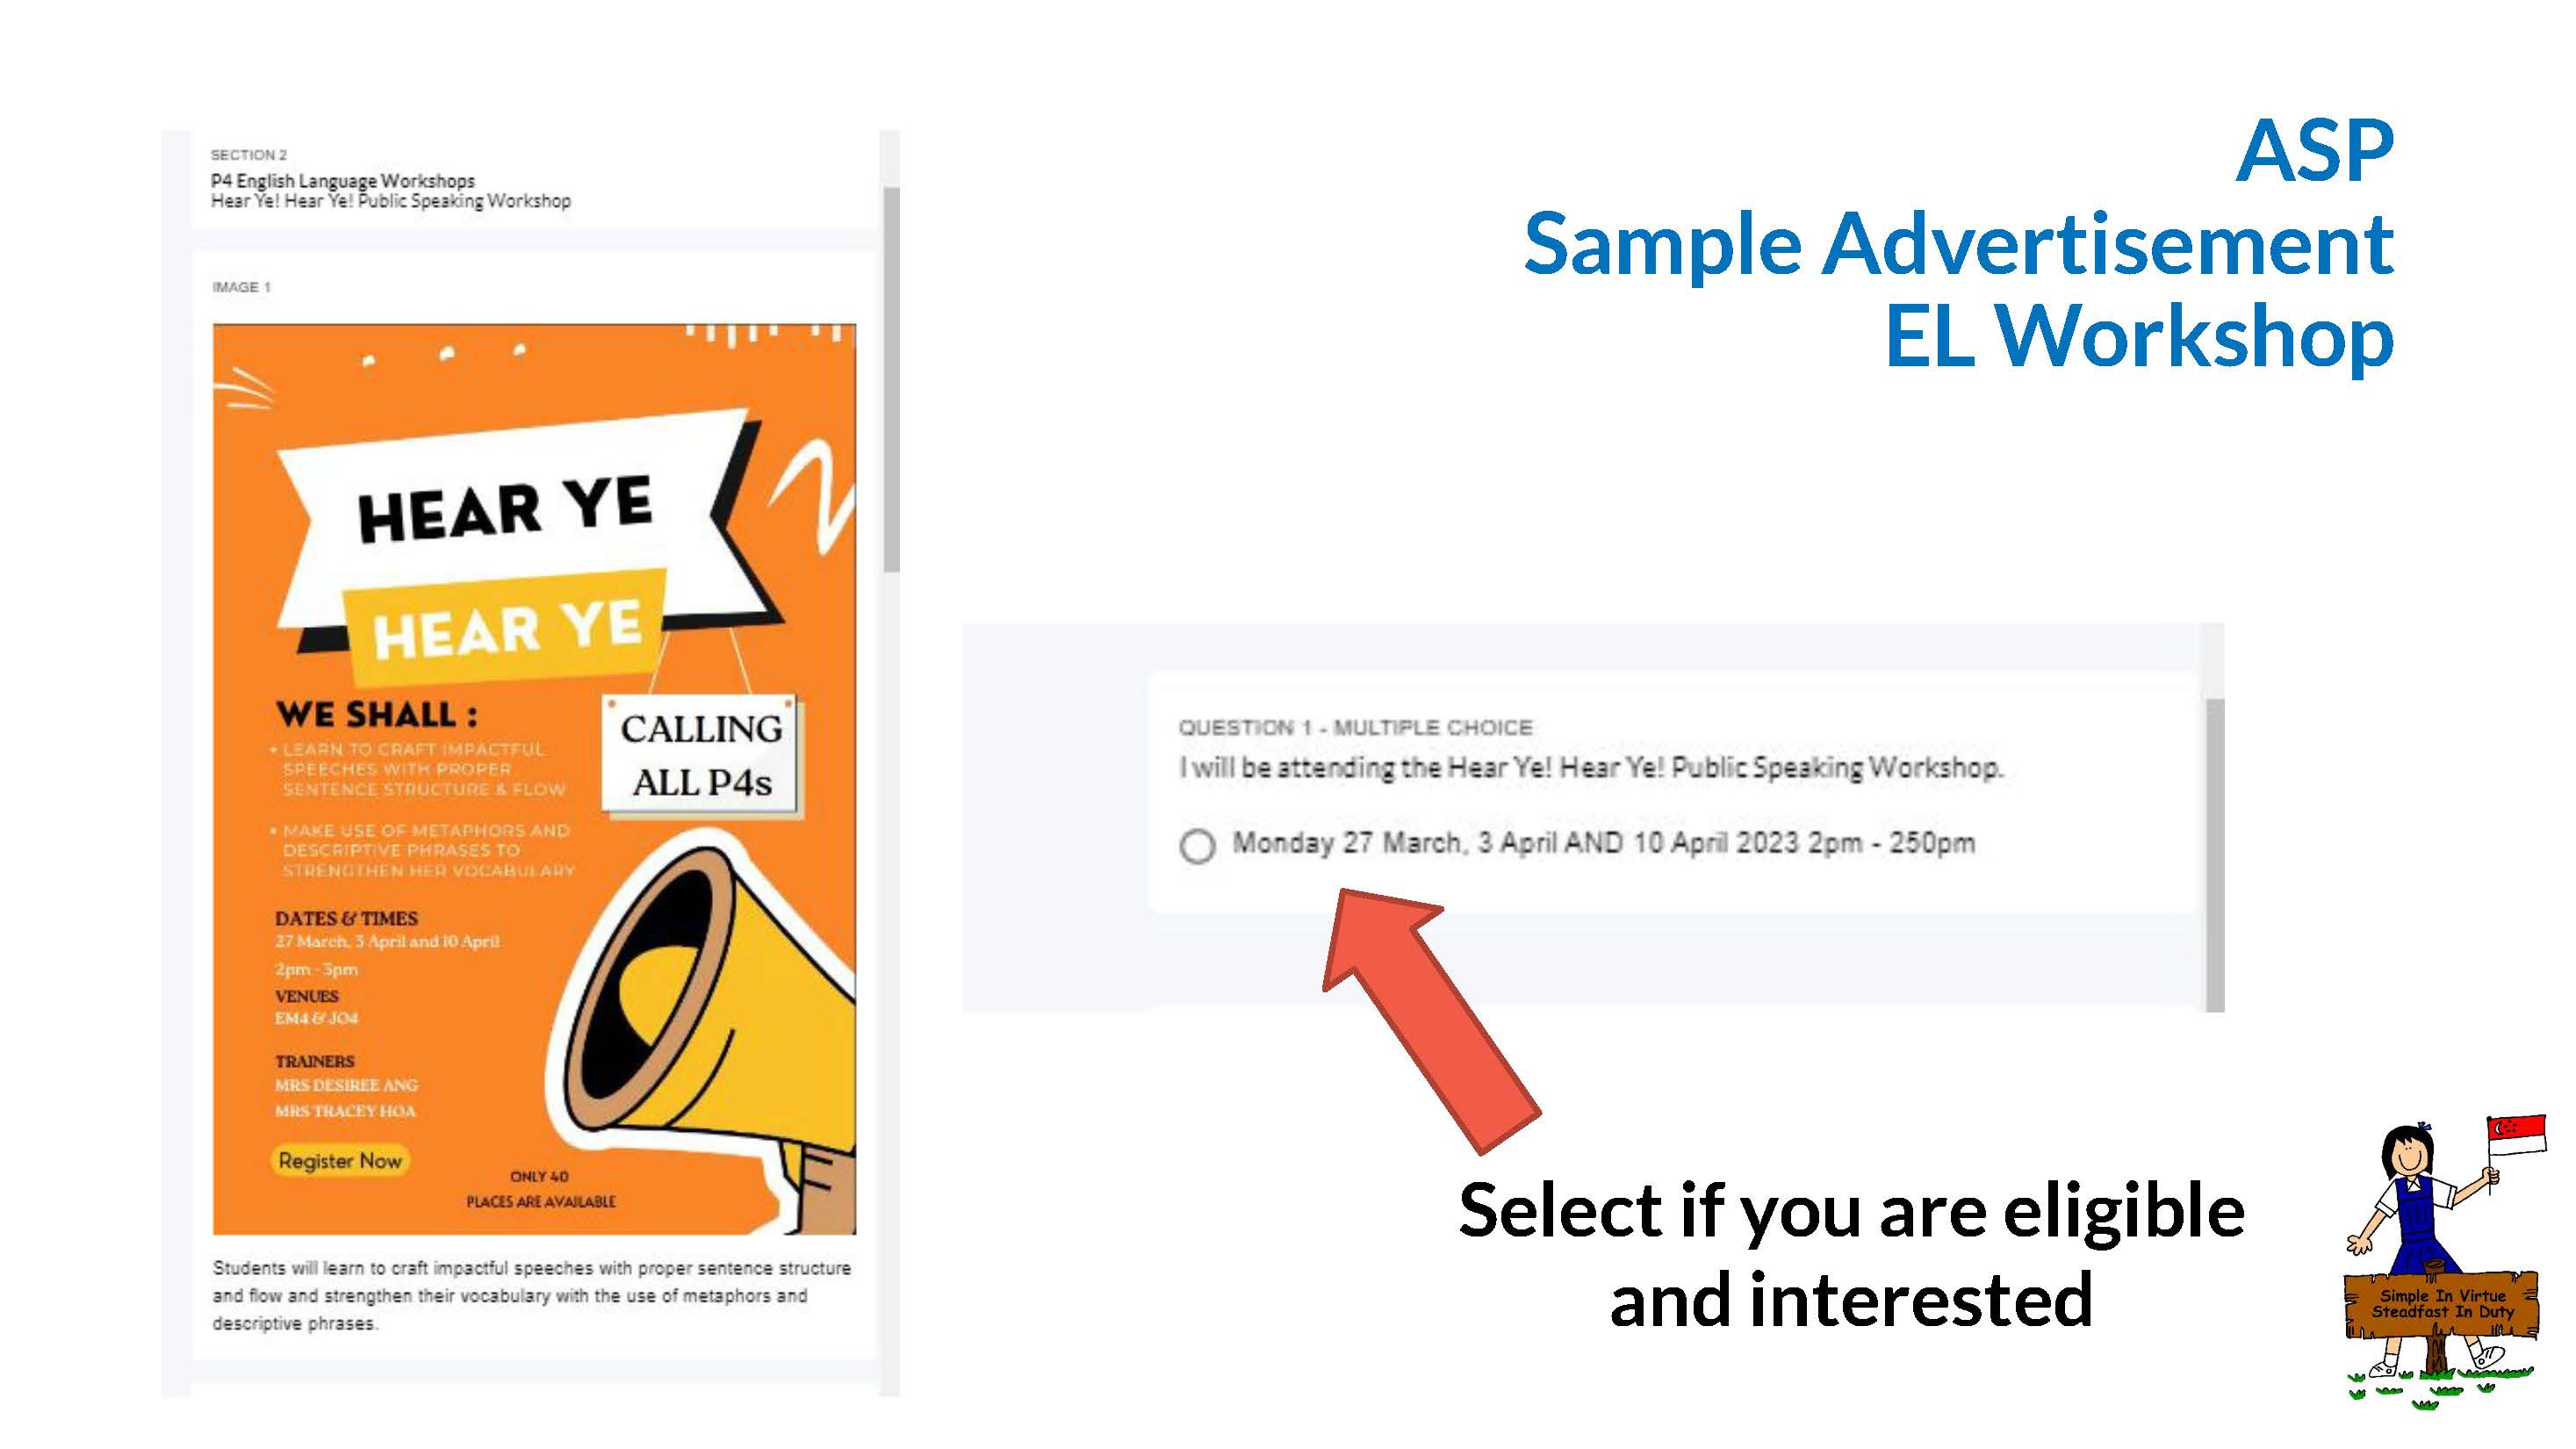 ASP
Sample Advertisement
EL Workshop
SECTION 2
P4 English Language Workshops
Hear Ye! Hear Ye! Public Speaking Workshop
IMAGE 1
HEAR YE
HEAR YE
WE SHALL :
• LEARN TO CRAFT IMPACTFUL
SPEECHES WITH PROPER
SENTENCE STRUCTURE & FLOW
• MAKE USE OF METAPHORS AND
DESCRIPTIVE PHRASES TO
STRENGTHEN HER VOCABULARY
CALLING
ALL P4s
DATES & TIMES
27 March, 3 April and 10 April
2pm - 3pm
VENUES
EM4 & JO4
TRAINERS
MRS DESIREE ANG
MRS TRACEY HOA
Register Now
ONLY 40
PLACES ARE AVAILABLE
Students will learn to craft impactful speeches with proper sentence structure
and flow and strengthen their vocabulary with the use of metaphors and
descriptive phrases.
QUESTION 1 - MULTIPLE CHOICE
I will be attending the Hear Ye! Hear Ye! Public Speaking Workshop.
Monday 27 March, 3 April AND 10 April 2023 2pm - 250pm
Select if you are eligible
and interested
Simple In Virtue
Steadfast In Duty